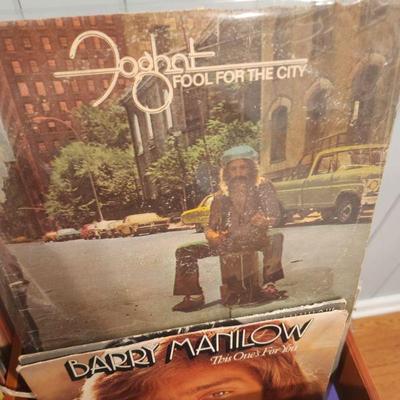 Foghat
FOOL FOR THE CITY
BARRY MANILOW
This One's For You